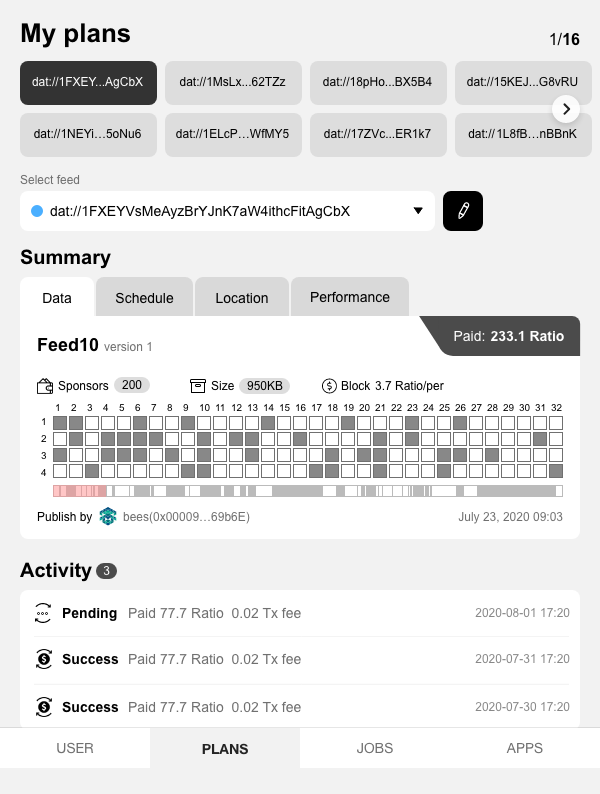 My plans
1/16
dat://1FXEY...AgCbX
dat://1MsLx...62TZz
dat://18pHo...BX5B4
dat://15KEJ...G8vRU
dat://1NEYi...5oNu6
dat://1ELcP...WfMY5
dat://17ZVc...ER1k7
dat://1L8fB...nBBnK
Select feed
dat://1FXEYVsMeAyzBrYJnK7aW4ithcFitAgCbX
Summary
Data
Schedule
Location
Performance
Paid: 233.1 Ratio
Feed10 version 1
Sponsors 200
Size 950KB
Block 3.7 Ratio/per
1 2 3 4 5 6 7 8 9 10 11 12 13 14 15 16 17 18 19 20 21 22 23 24 25 26 27 28 29 30 31 32
1
2
3
4
Publish by bees(0x00009...69b6E)
July 23, 2020 09:03
Activity 3
Pending Paid 77.7 Ratio 0.02 Tx fee 2020-08-01 17:20
Success Paid 77.7 Ratio 0.02 Tx fee 2020-07-31 17:20
Success Paid 77.7 Ratio 0.02 Tx fee 2020-07-30 17:20
USER
PLANS
JOBS
APPS